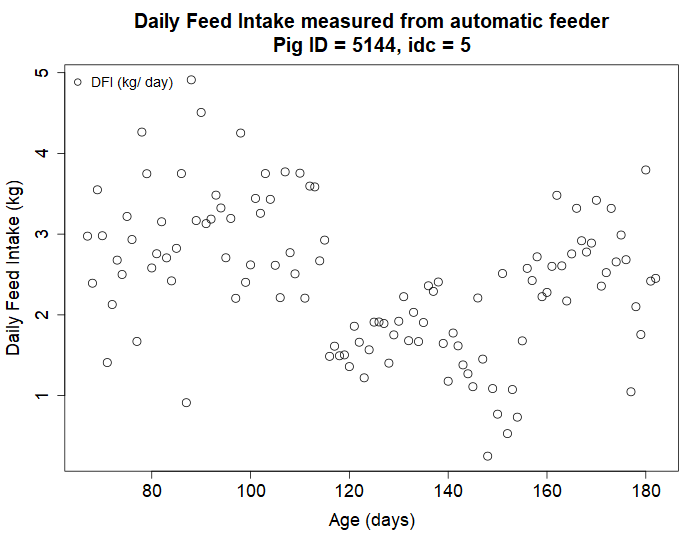 Daily Feed Intake measured from automatic feeder
Pig ID = 5144, idc = 5
DFI (kg/ day)
Daily Feed Intake (kg)
5
4
3
2
1
80 100 120 140 160 180
Age (days)